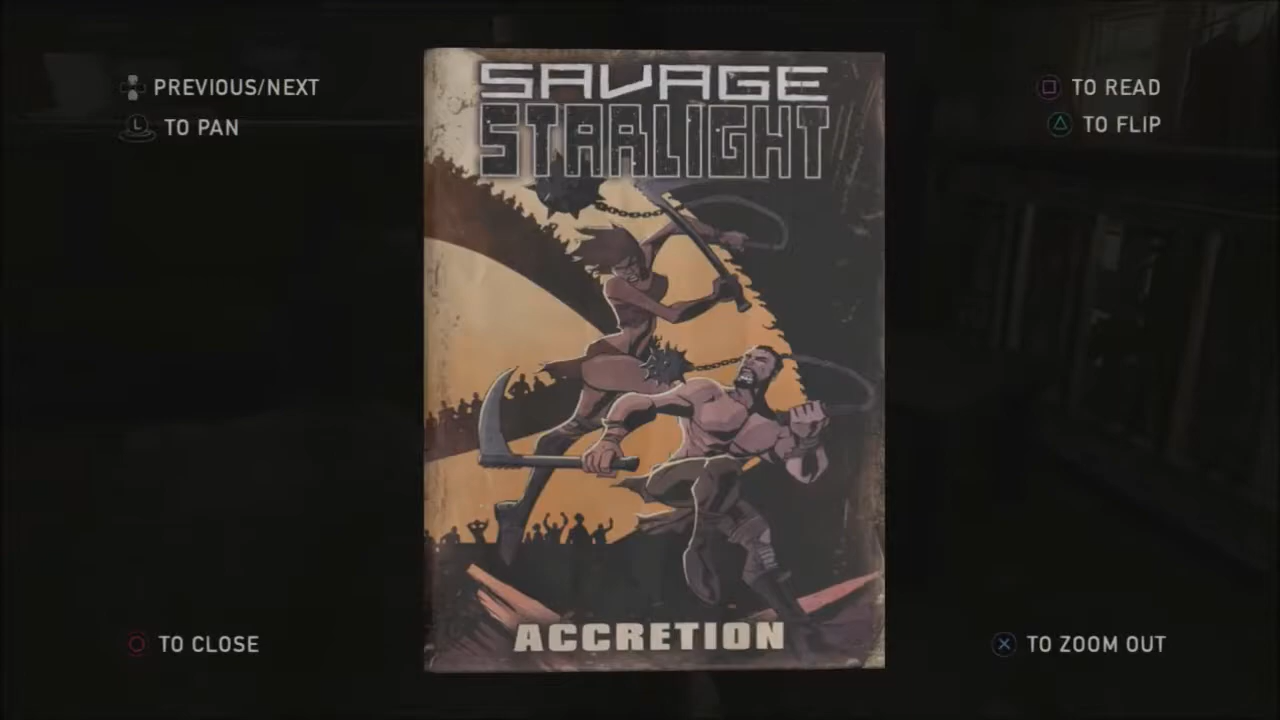 PREVIOUS/NEXT
L TO PAN
SAVAGE
STARLIGHT
TO READ
TO FLIP
ACCRETION
TO CLOSE
TO ZOOM OUT